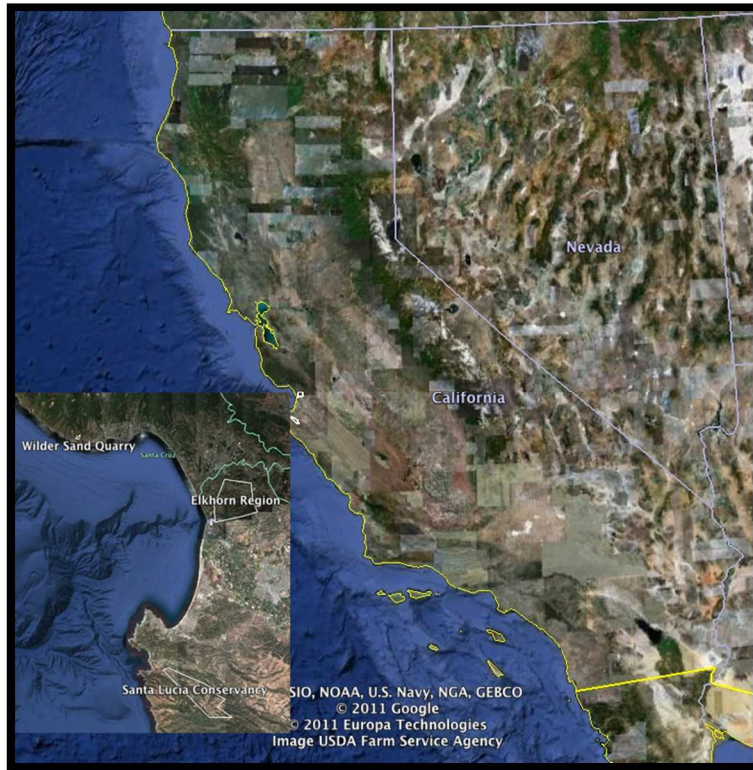 Nevada
California
Wilder Sand Quarry
Santa Cruz
Elkhorn Region
Santa Lucia Conservancy
SIO, NOAA, U.S. Navy, NGA, GEBCO
© 2011 Google
© 2011 Europa Technologies
Image USDA Farm Service Agency